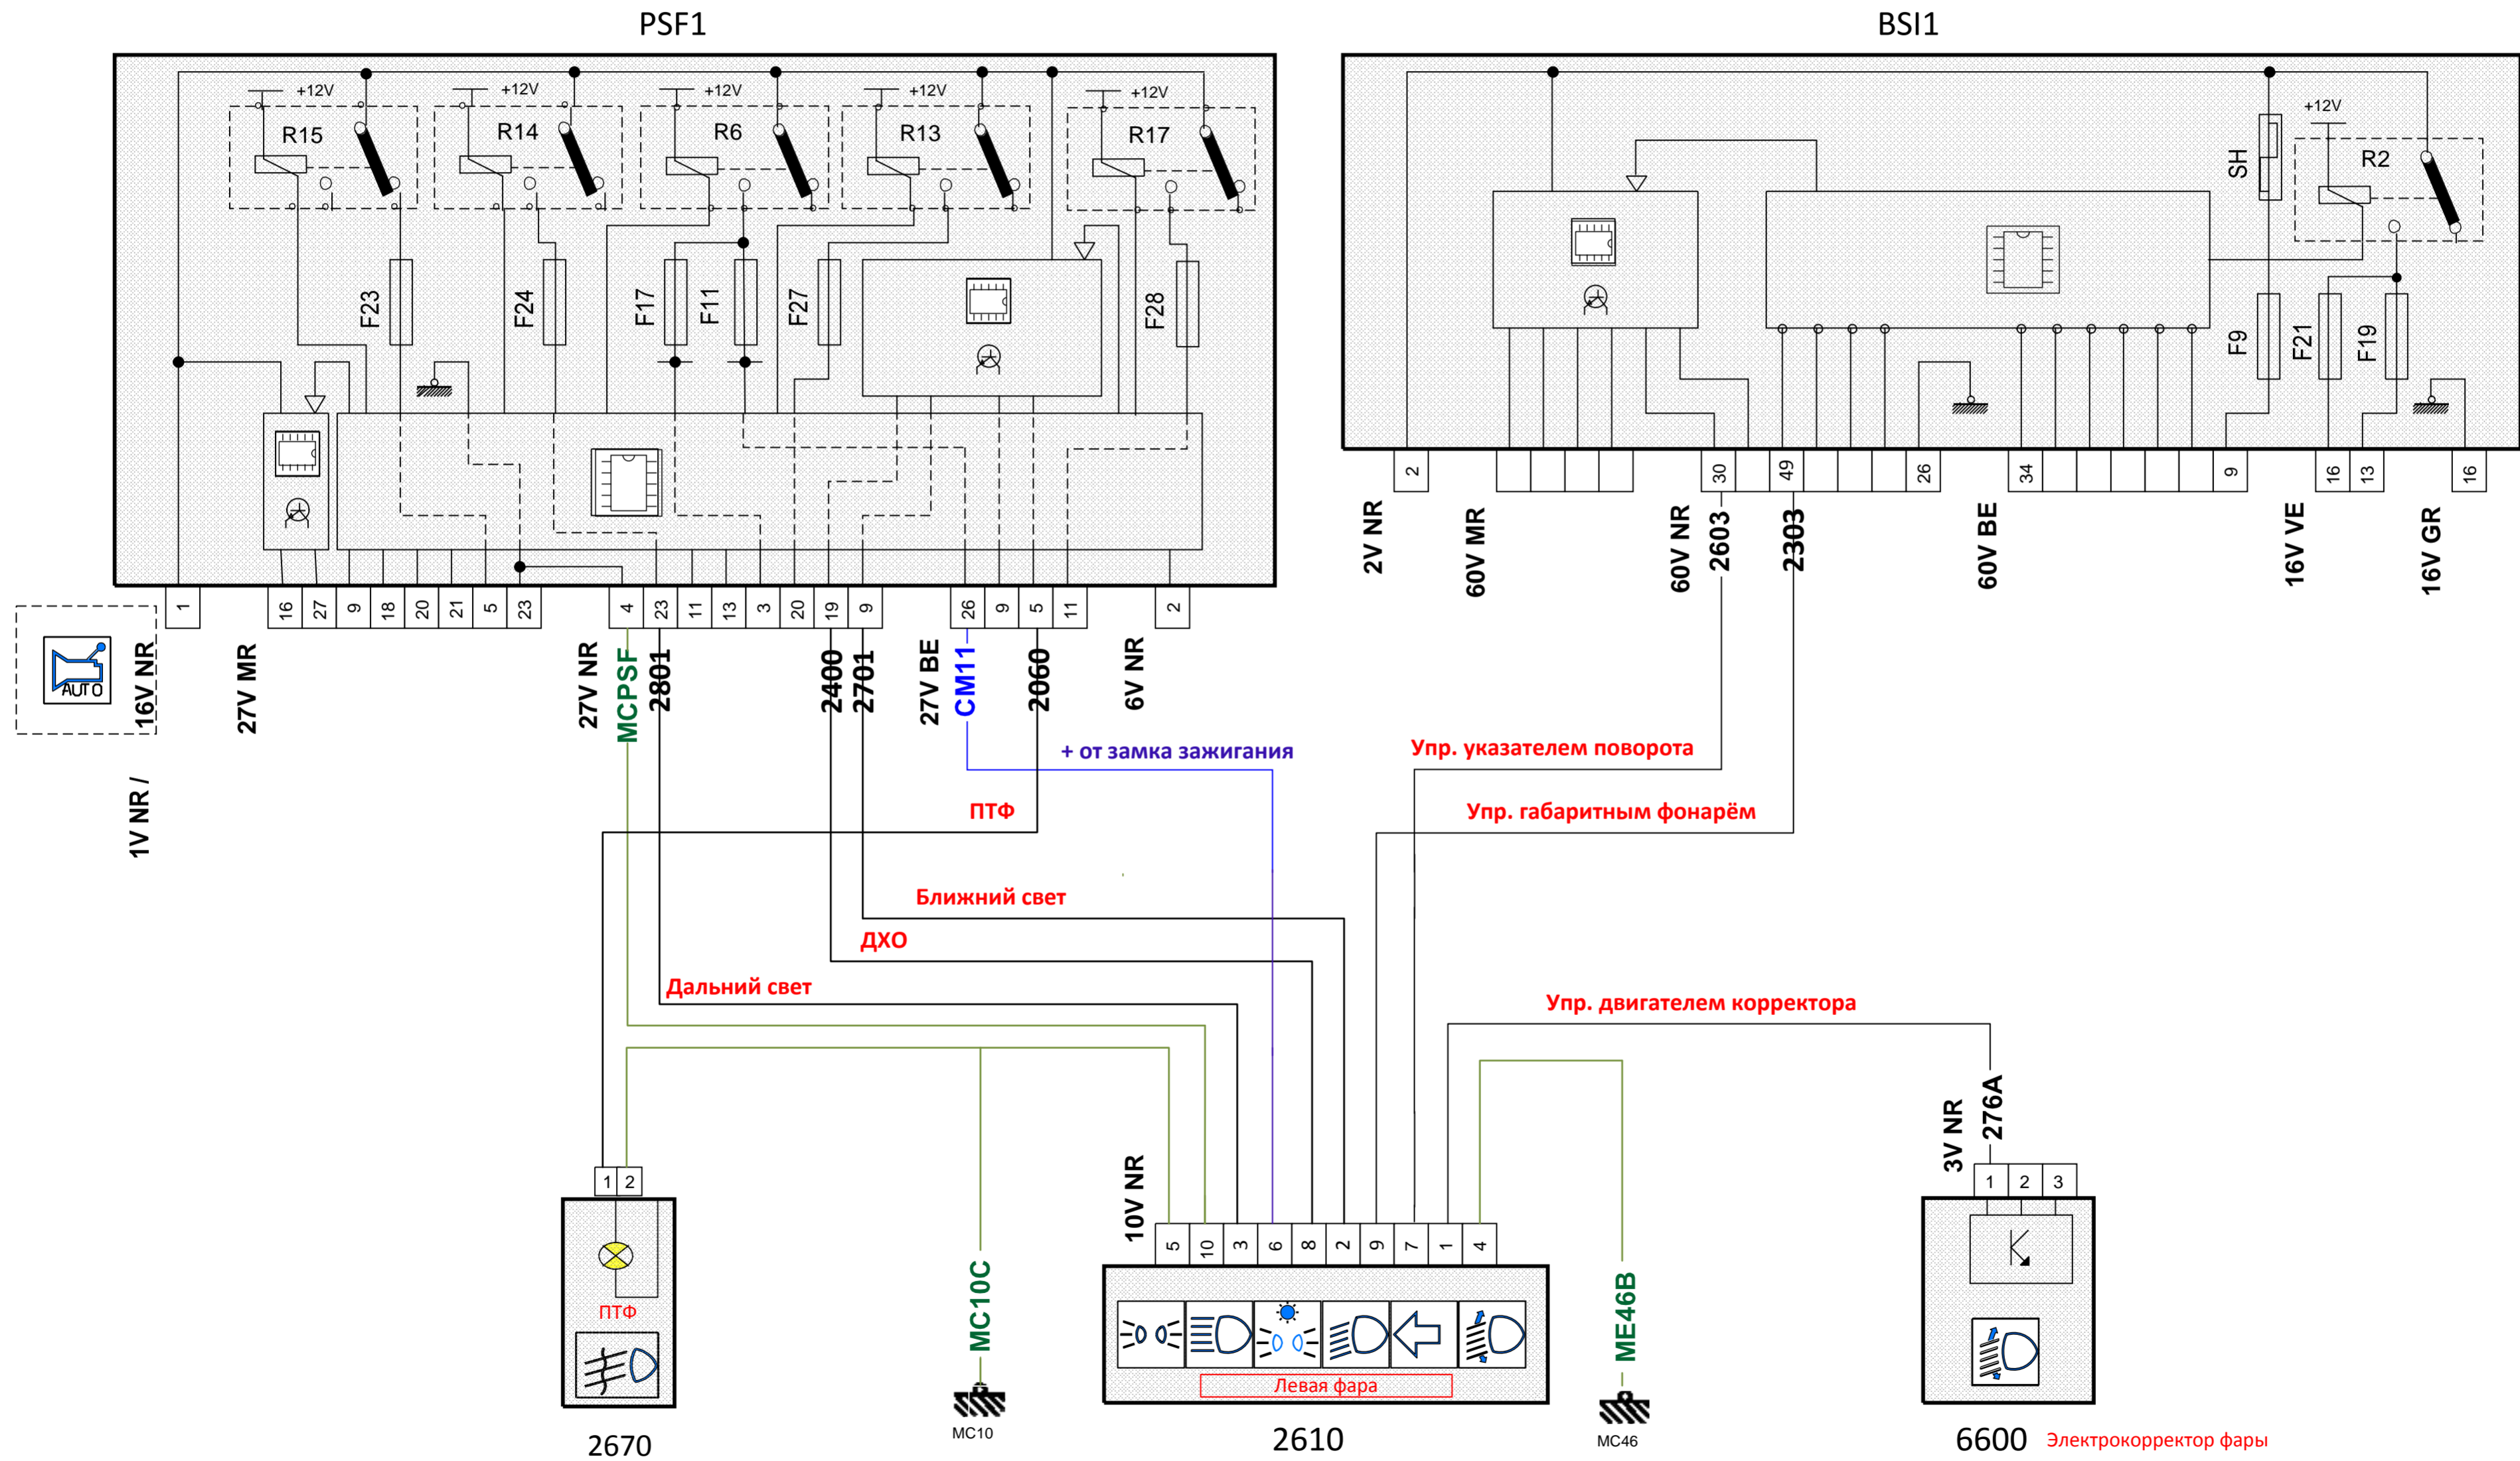 PSF1
BSI1
+12V
+12V
+12V
+12V
+12V
+12V
R15
R14
R6
R13
R17
R2
SH
F23
F24
F17
F11
F27
F28
F9
F21
F19
1
16
27
9
18
20
21
5
23
4
23
11
13
3
20
19
9
26
9
5
11
2
2
30
49
26
34
9
16
13
16
AUTO
16V NR
1V NR /
27V MR
27V NR
MCPSF
2801
2400
2701
27V BE
CM11
2060
6V NR
2V NR
60V MR
60V NR
2603
2303
60V BE
16V VE
16V GR
+ от замка зажигания
Упр. указателем поворота
ПТФ
Упр. габаритным фонарём
Ближний свет
ДХО
Дальний свет
Упр. двигателем корректора
3V NR
276A
10V NR
1 2
5
10
3
6
8
2
9
7
1
4
1 2 3
ПТФ
MC10C
ME46B
Левая фара
MC10
MC46
2670
2610
6600
Электрокорректор фары